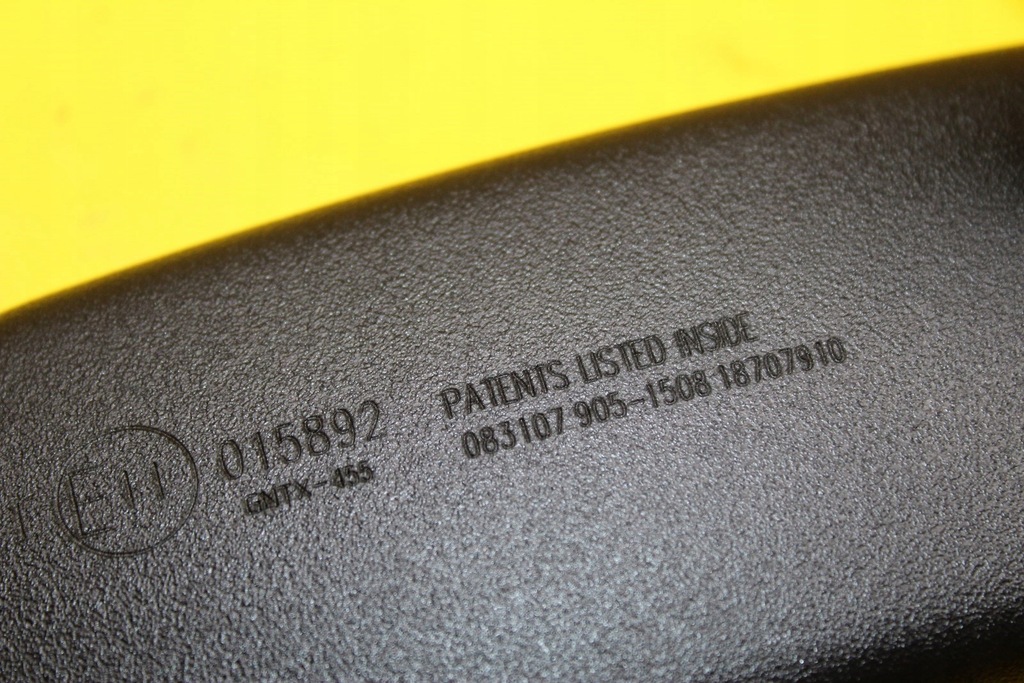 PATENTS LISTED INSIDE
083107 905-1508 18707910
E11 015892
GNTX-455